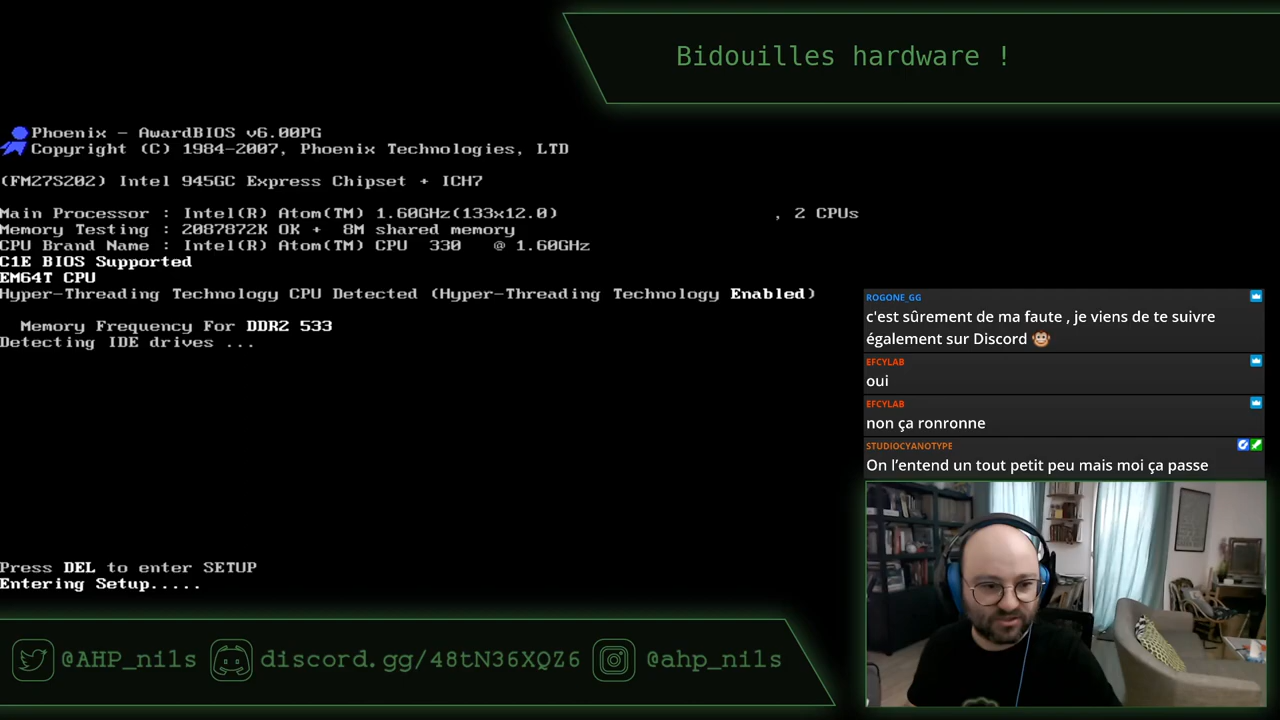 Bidouilles hardware !
Phoenix - AwardBIOS v6.00PG
Copyright (C) 1984-2007, Phoenix Technologies, LTD
(FM27S202) Intel 945GC Express Chipset + ICH7
Main Processor : Intel(R) Atom(TM) 1.60GHz(133x12.0) , 2 CPUs
Memory Testing : 2087872K OK + 8M shared memory
CPU Brand Name : Intel(R) Atom(TM) CPU 330 @ 1.60GHz
C1E BIOS Supported
EM64T CPU
Hyper-Threading Technology CPU Detected (Hyper-Threading Technology Enabled)
Memory Frequency For DDR2 533
Detecting IDE drives ...
Press DEL to enter SETUP
Entering Setup.....
ROGONE_GG
c'est sûrement de ma faute , je viens de te suivre
également sur Discord 🐵
EFCYLAB
oui
EFCYLAB
non ça ronronne
STUDIOCYANOTYPE
On l’entend un tout petit peu mais moi ça passe
@AHP_nils discord.gg/48tN36XQZ6 @ahp_nils